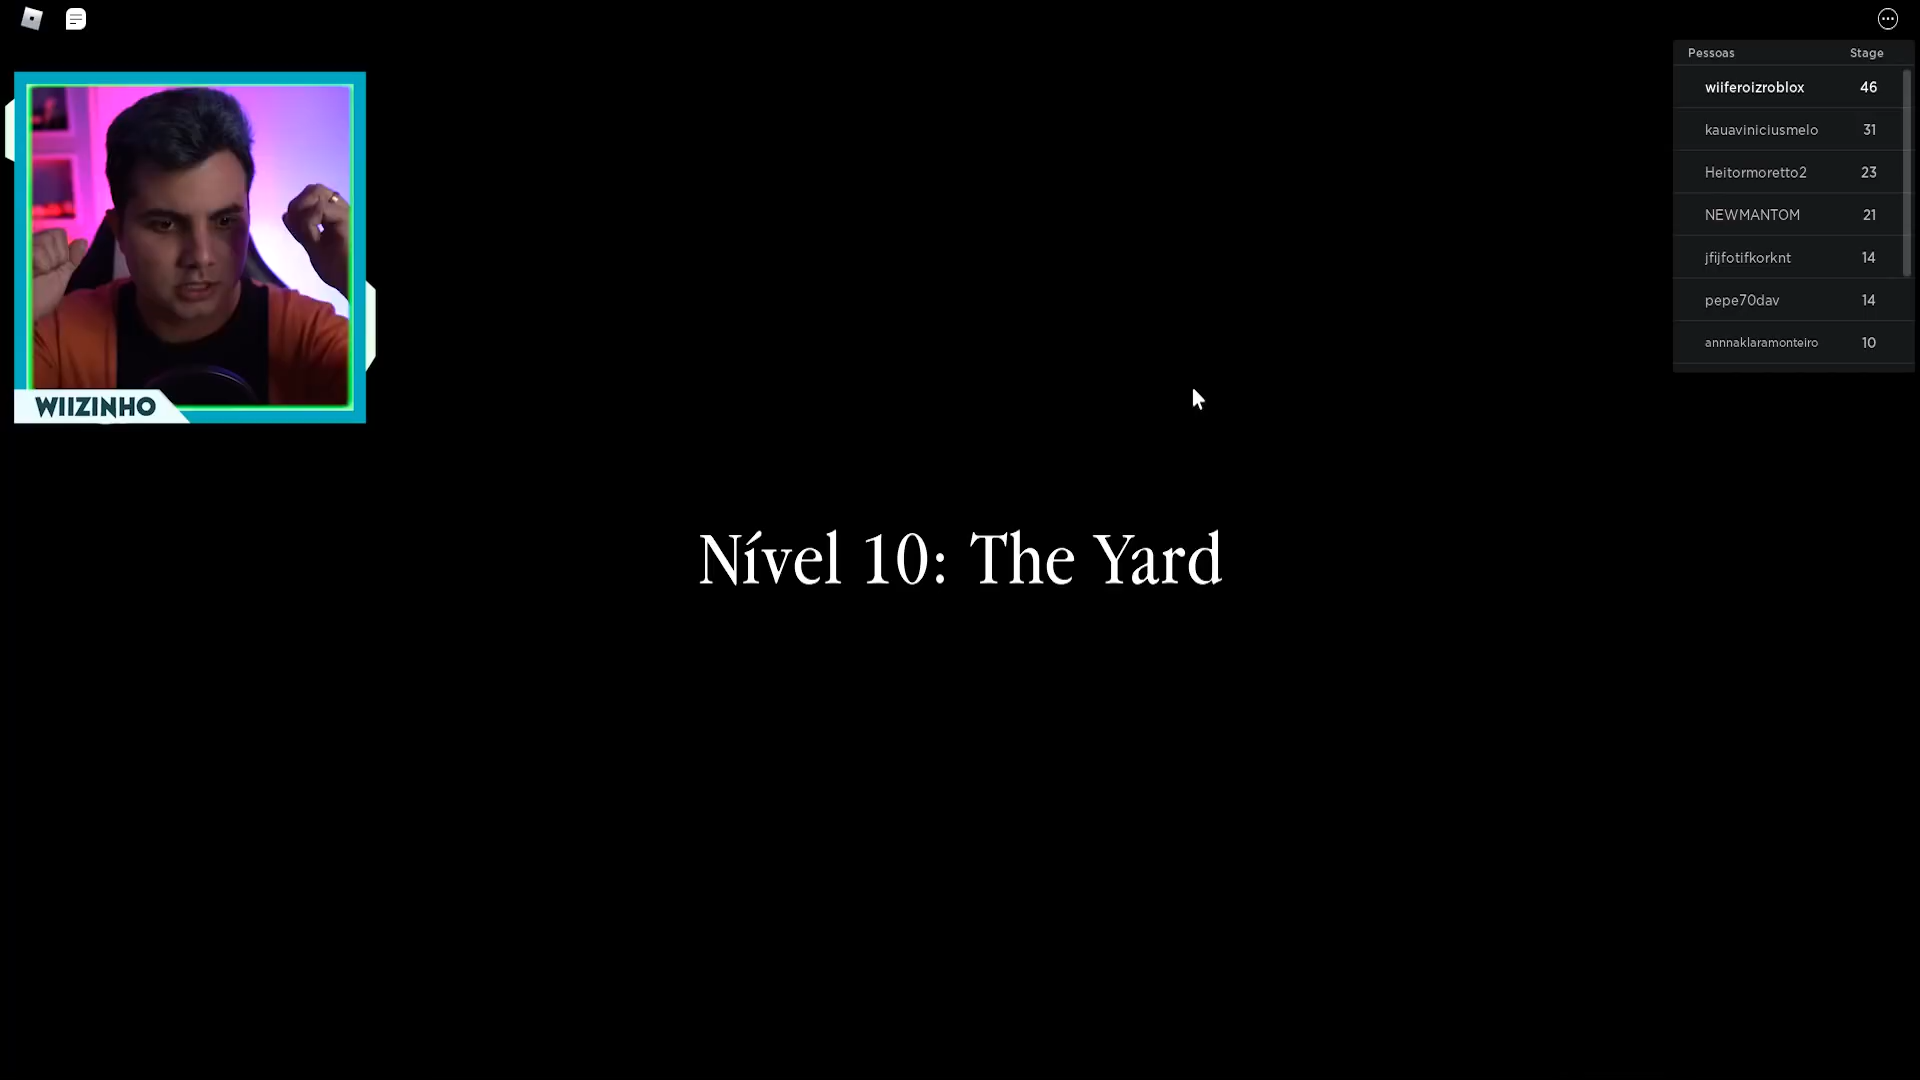 Pessoas Stage
wiiferoizroblox 46
kauaviniciusmelo 31
Heitormoretto2 23
NEWMANTOM 21
jfijfotifkorknt 14
pepe70dav 14
annnaklaramonteiro 10
WIIZINHO
Nível 10: The Yard